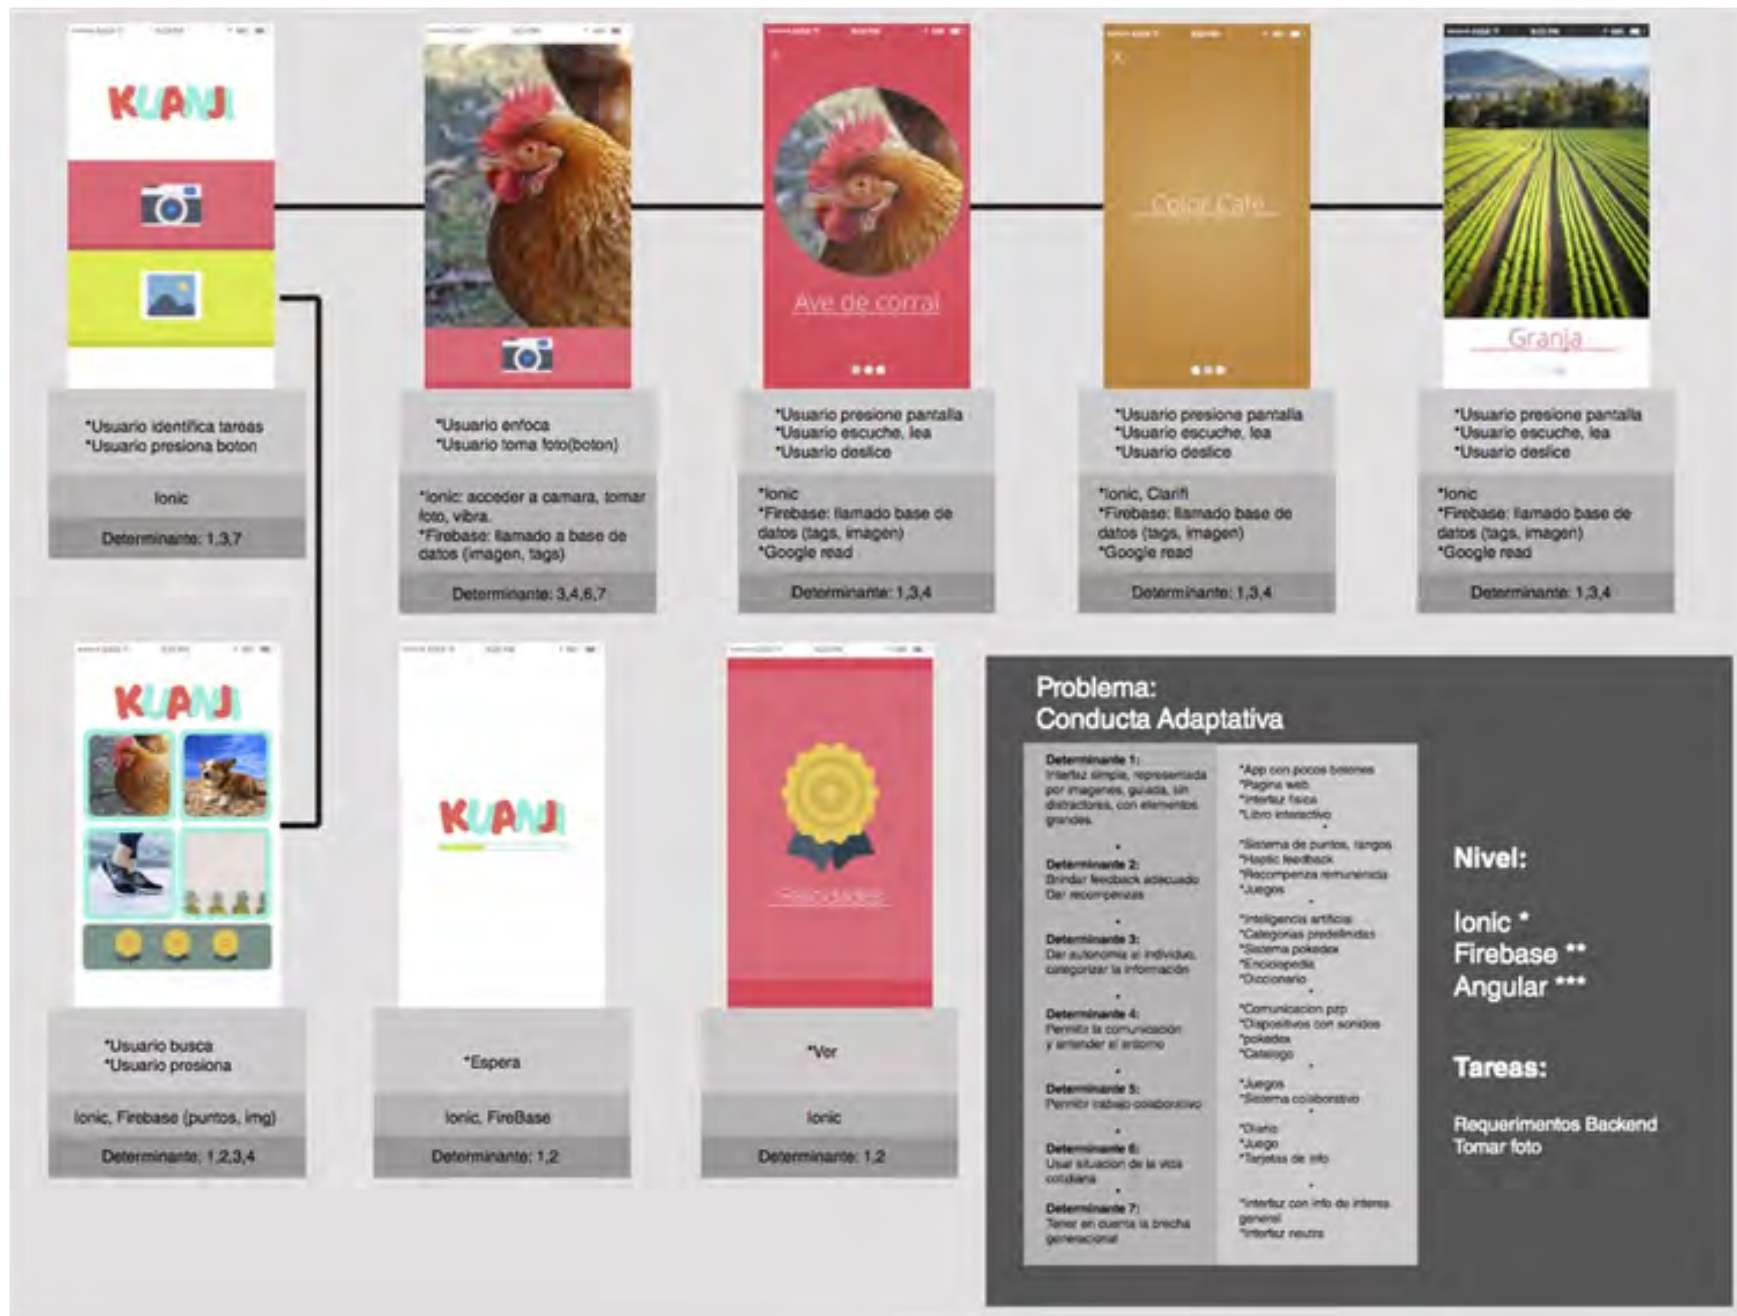 KUANJI
Ave de corral
Color Café
Granja
*Usuario identifica tareas
*Usuario presiona boton
Ionic
Determinante: 1,3,7
*Usuario enfoca
*Usuario toma foto(boton)
*Ionic: acceder a camara, tomar
foto, vibra.
*Firebase: llamado a base de
datos (imagen, tags)
Determinante: 3,4,6,7
*Usuario presione pantalla
*Usuario escuche, lea
*Usuario deslice
*Ionic
*Firebase: llamado base de
datos (tags, imagen)
*Google read
Determinante: 1,3,4
*Usuario presione pantalla
*Usuario escuche, lea
*Usuario deslice
*Ionic, Clarifi
*Firebase: llamado base de
datos (tags, imagen)
*Google read
Determinante: 1,3,4
*Usuario presione pantalla
*Usuario escuche, lea
*Usuario deslice
*Ionic
*Firebase: llamado base de
datos (tags, imagen)
*Google read
Determinante: 1,3,4
KUANJI
*Usuario busca
*Usuario presiona
Ionic, Firebase (puntos, img)
Determinante: 1,2,3,4
KUANJI
*Espera
Ionic, FireBase
Determinante: 1,2
Felicidades
*Ver
Ionic
Determinante: 1,2
Problema:
Conducta Adaptativa
Determinante 1:
Interfaz simple, representada
por imagenes, guiada, sin
distractores, con elementos
grandes.
Determinante 2:
Brindar feedback adecuado
Dar recompenzas
Determinante 3:
Dar autonomia al individuo,
categorizar la información
Determinante 4:
Permitir la comunicación
y entender el entorno
Determinante 5:
Permitir trabajo colaborativo
Determinante 6:
Usar situacion de la vida
cotidiana
Determinante 7:
Tener en cuenta la brecha
generacional
*App con pocos botones
*Pagina web
*Interfaz fisica
*Libro interactivo
*Sistema de puntos, rangos
*Haptic feedback
*Recompenza remunerida
*Juegos
*Inteligencia artificial
*Categorias predefinidas
*Sistema pokedex
*Enciclopedia
*Diccionario
*Comunicacion pzp
*Dispositivos con sonidos
*pokedex
*Catalogo
*Juegos
*Sistema colaborativo
*Diario
*Juego
*Tarjetas de info
*Interfaz con info de interes
general
*Interfaz neutra
Nivel:
Ionic *
Firebase **
Angular ***
Tareas:
Requerimentos Backend
Tomar foto